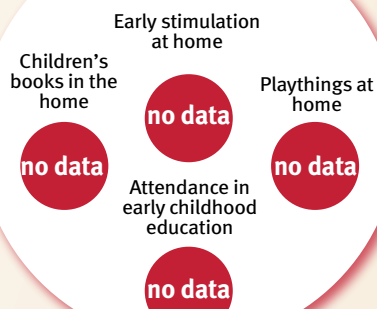 Early stimulation
at home
no data
Children's
books in the
home
no data
Playthings at
home
no data
Attendance in
early childhood
education
no data